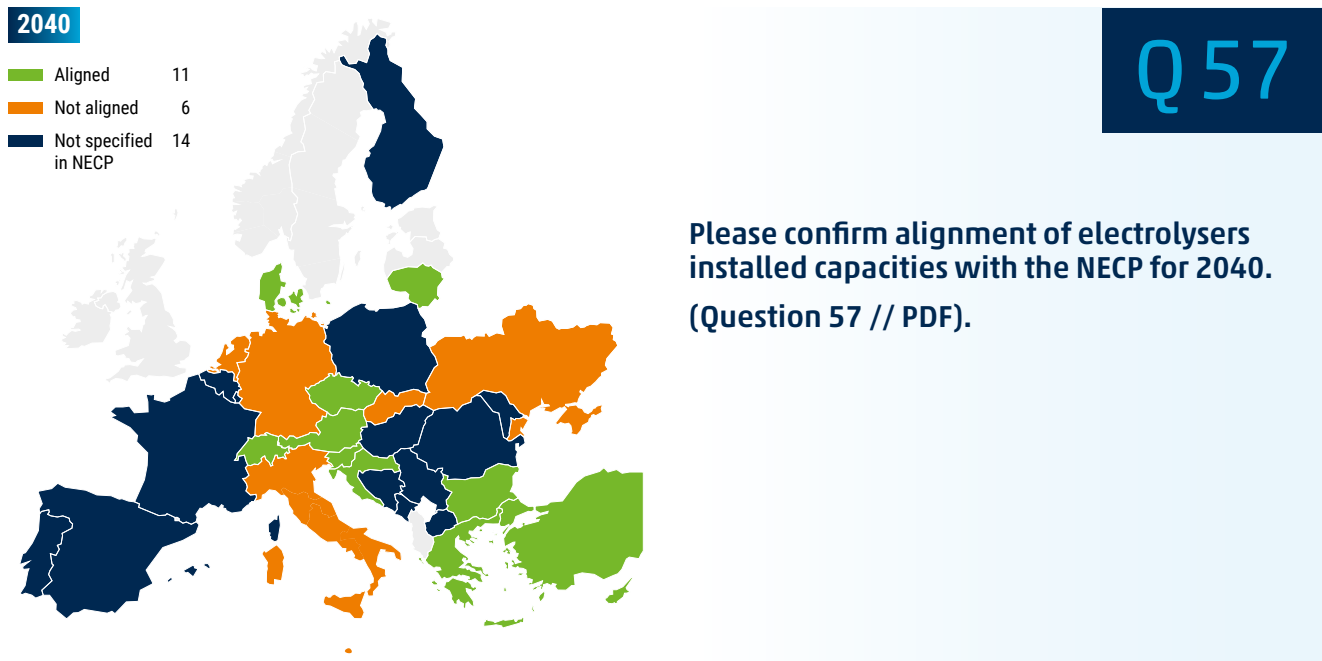 2040
Aligned 11
Not aligned 6
Not specified 14
in NECP
Q 57
Please confirm alignment of electrolysers
installed capacities with the NECP for 2040.
(Question 57 // PDF).